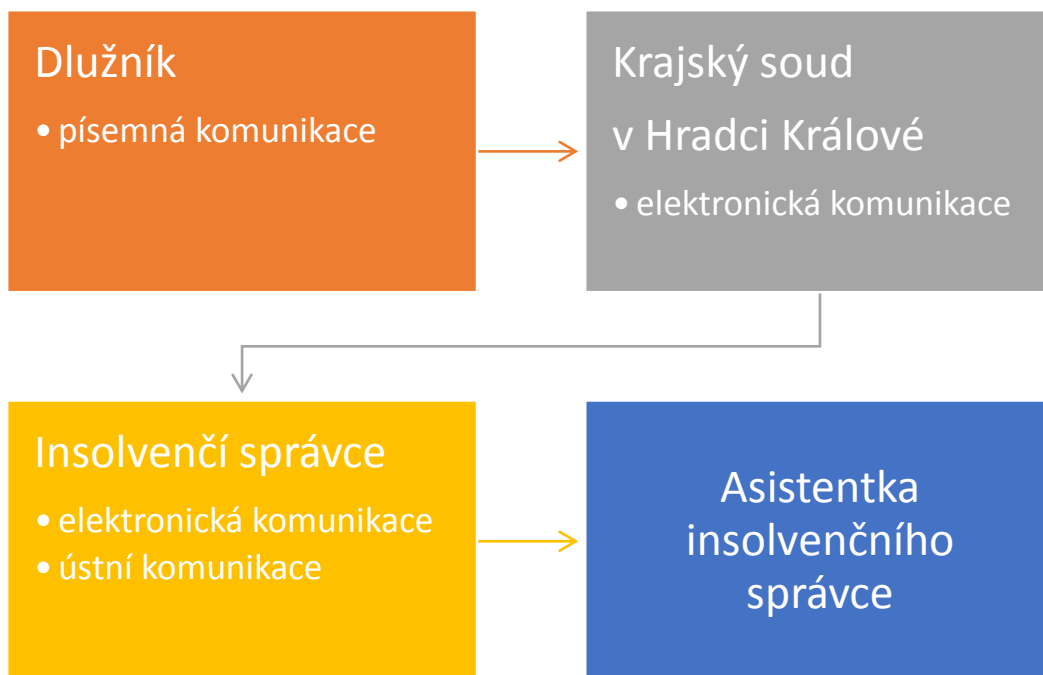 Dlužník
• písemná komunikace
Krajský soud
v Hradci Králové
• elektronická komunikace
Insolvenčí správce
• elektronická komunikace
• ústní komunikace
Asistentka
insolvenčního
správce